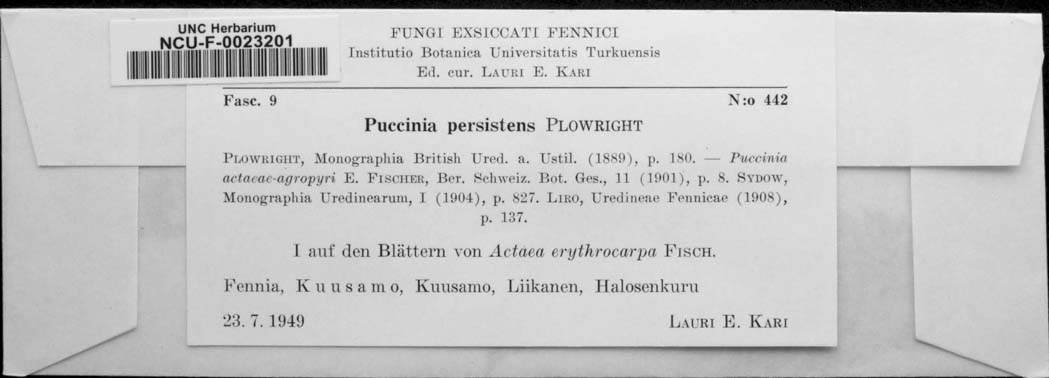 UNC Herbarium
NCU-F-0023201
FUNGI EXSICCATI FENNICI
Institutio Botanica Universitatis Turkuensis
Ed. cur. LAURI E. KARI
Fasc. 9 N:o 442
Puccinia persistens PLOWRIGHT
PLOWRIGHT, Monographia British Ured. a. Ustil. (1889), p. 180. — Puccinia
actaeae-agropyri E. FISCHER, Ber. Schweiz. Bot. Ges., 11 (1901), p. 8. SYDOW,
Monographia Uredinearum, I (1904), p. 827. LIRO, Uredineae Fennicae (1908),
p. 137.
I auf den Blättern von Actaea erythrocarpa FISCH.
Fennia, Kuusamo, Kuusamo, Liikanen, Halosenkuru
23. 7. 1949 LAURI E. KARI